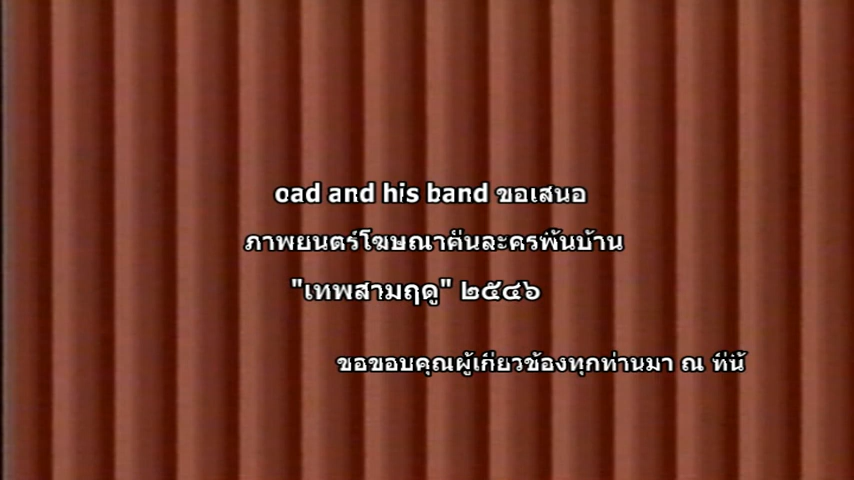 oad and his band ขอเสนอ
ภาพยนตร์โฆษณาคั่นละครพื้นบ้าน
"เทพสามฤดู" ๒๕๔๖
ขอขอบคุณผู้เกี่ยวข้องทุกท่านมา ณ ที่นี้